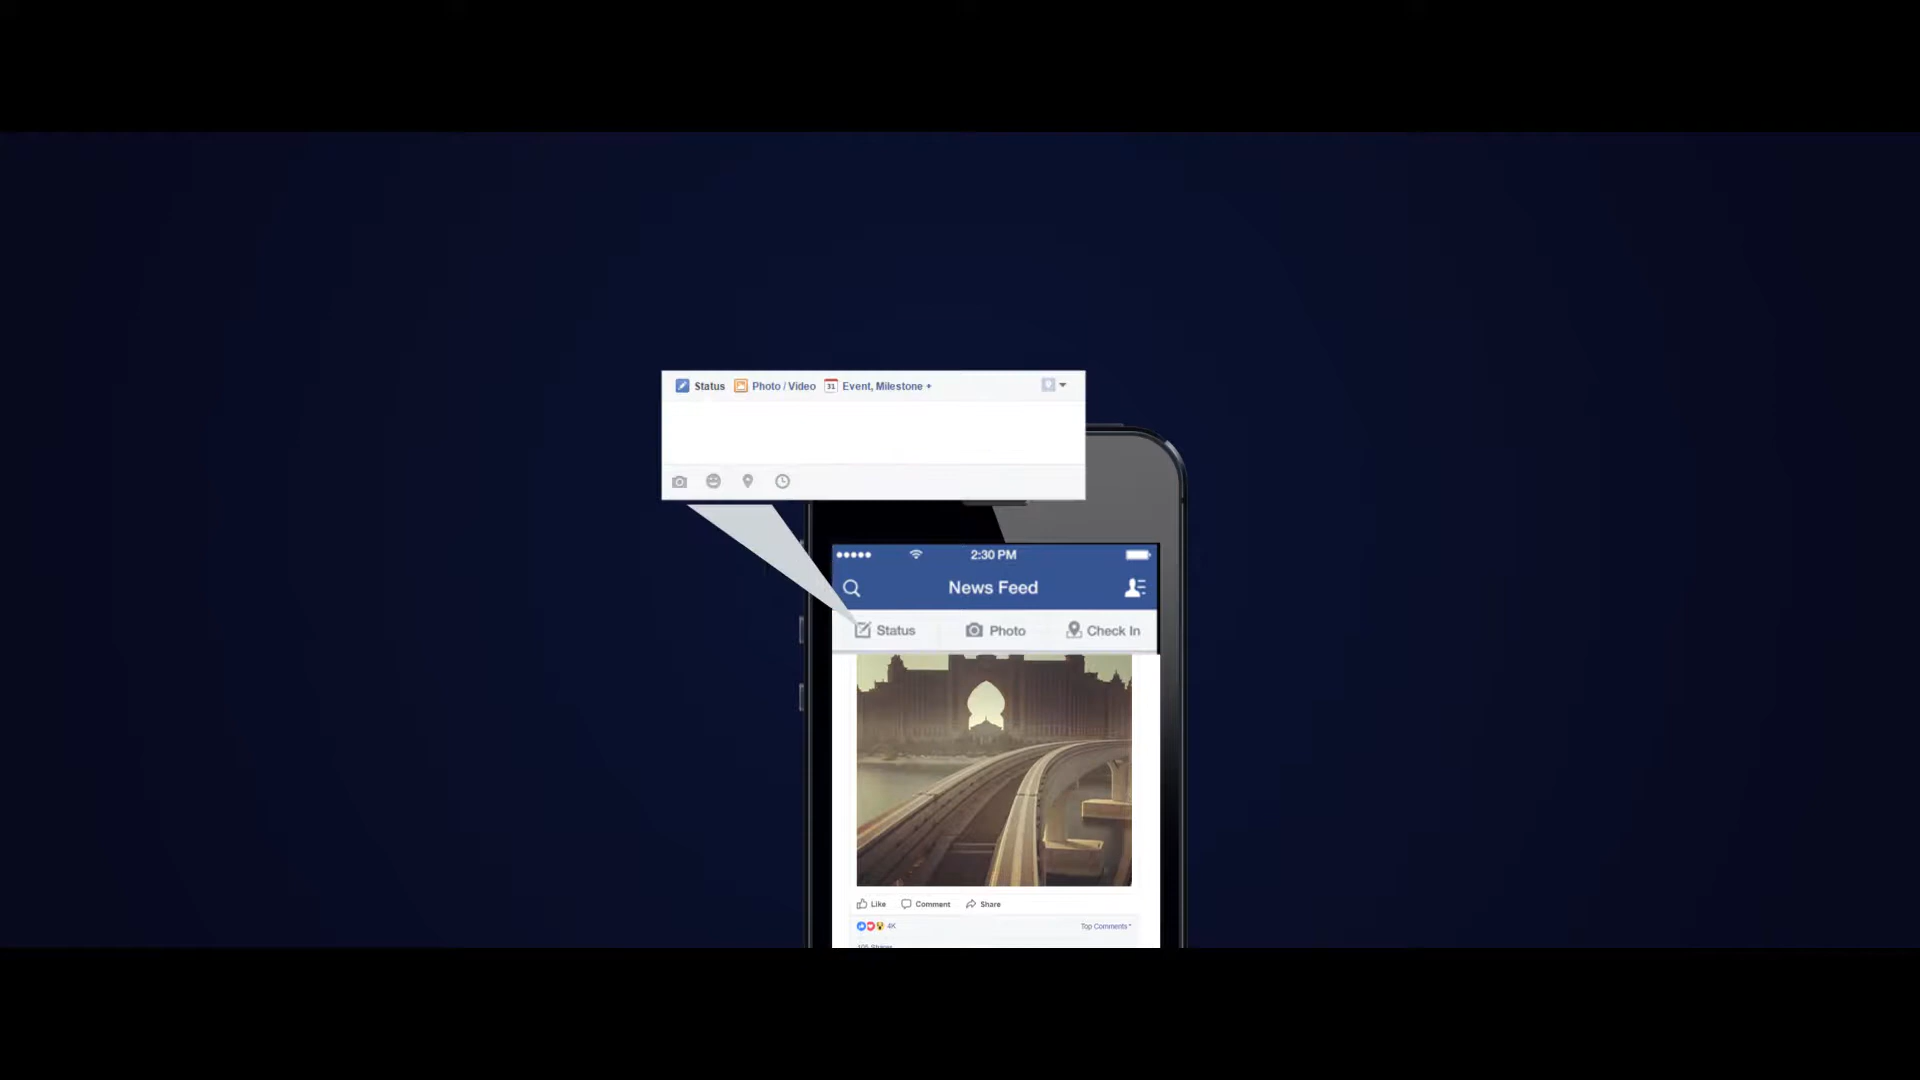 Status Photo / Video 31 Event, Milestone +
2:30 PM
News Feed
Status Photo Check In
Like Comment Share
4K Top Comments